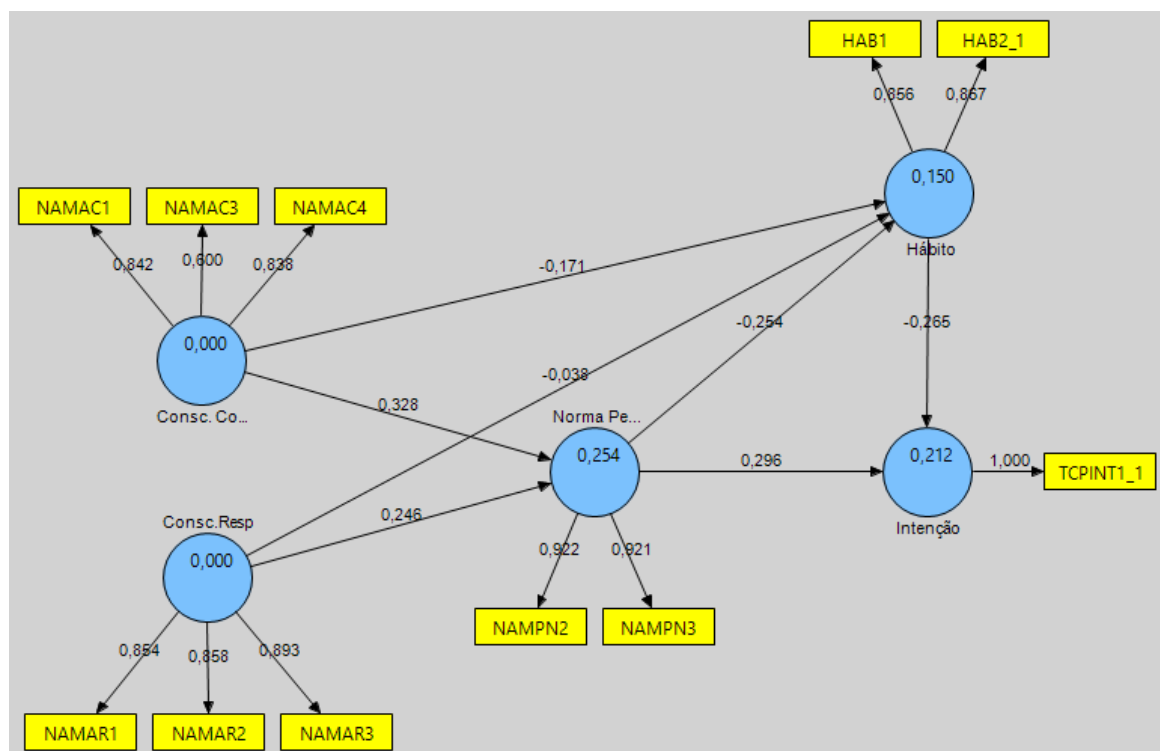 HAB1
HAB2_1
0,856
0,867
0,150
Hábito
NAMAC1
NAMAC3
NAMAC4
0,842
0,600
0,838
0,000
Consc. Co...
-0,171
-0,254
-0,265
-0,038
0,328
Norma Pe...
0,254
0,296
0,212
1,000
TCPINT1_1
Intenção
Consc.Resp
0,246
0,000
0,922
0,921
NAMPN2
NAMPN3
0,854
0,858
0,893
NAMAR1
NAMAR2
NAMAR3